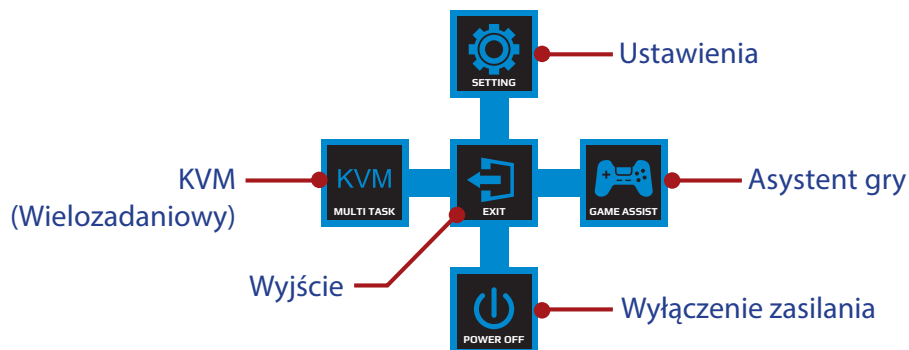 SETTING
Ustawienia
KVM
(Wielozadaniowy)
KVM
MULTI TASK
EXIT
GAME ASSIST
Asystent gry
Wyjście
POWER OFF
Wyłączenie zasilania